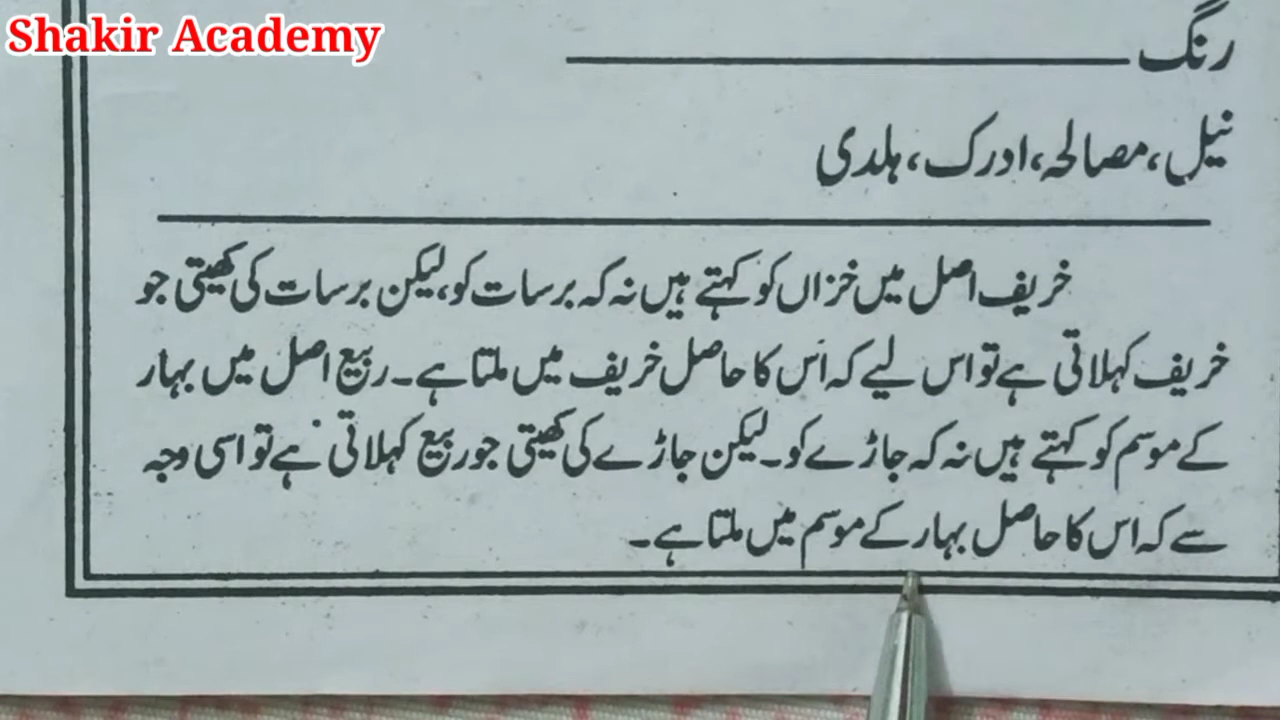 Shakir Academy
رنگ
نیل، مصالحہ، ادرک، ہلدی
خریف اصل میں خزاں کو کہتے ہیں نہ کہ برسات کو، لیکن برسات کی کھیتی جو
خریف کہلاتی ہے تو اس لیے کہ اُس کا حاصل خریف میں ملتا ہے۔ ربیع اصل میں بہار
کے موسم کو کہتے ہیں نہ کہ جاڑے کو۔ لیکن جاڑے کی کھیتی جو ربیع کہلاتی ہے تو اسی وجہ
سے کہ اس کا حاصل بہار کے موسم میں ملتا ہے۔